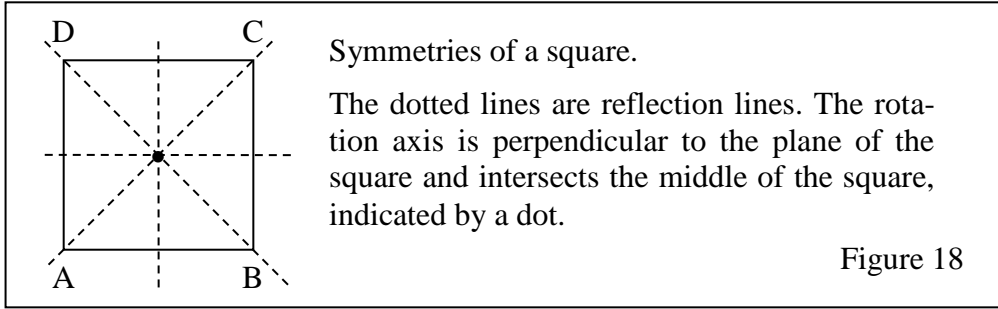 D C
Symmetries of a square.
The dotted lines are reflection lines. The rota-
tion axis is perpendicular to the plane of the
square and intersects the middle of the square,
indicated by a dot.
A B
Figure 18